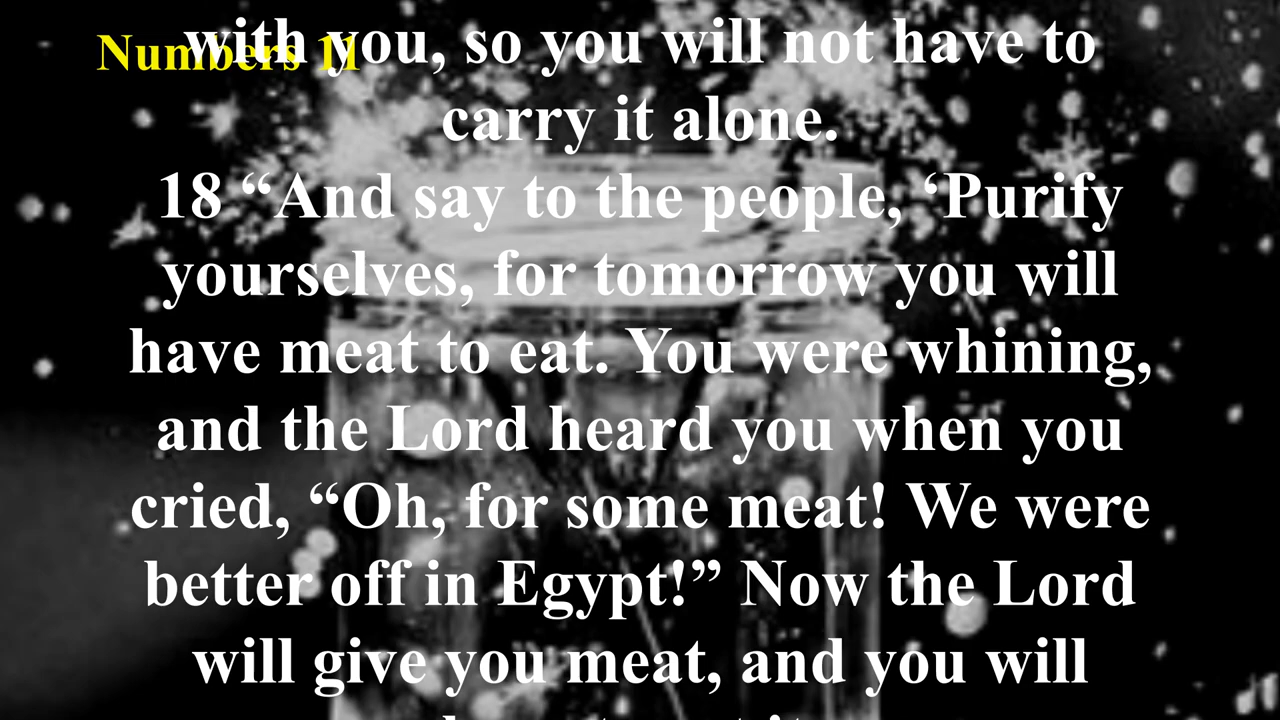 Numbers 11
with you, so you will not have to
carry it alone.
18 “And say to the people, ‘Purify
yourselves, for tomorrow you will
have meat to eat. You were whining,
and the Lord heard you when you
cried, “Oh, for some meat! We were
better off in Egypt!” Now the Lord
will give you meat, and you will